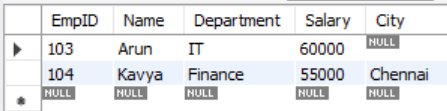 EmpID Name Department Salary City
103 Arun IT 60000 NULL
104 Kavya Finance 55000 Chennai
NULL NULL NULL NULL NULL